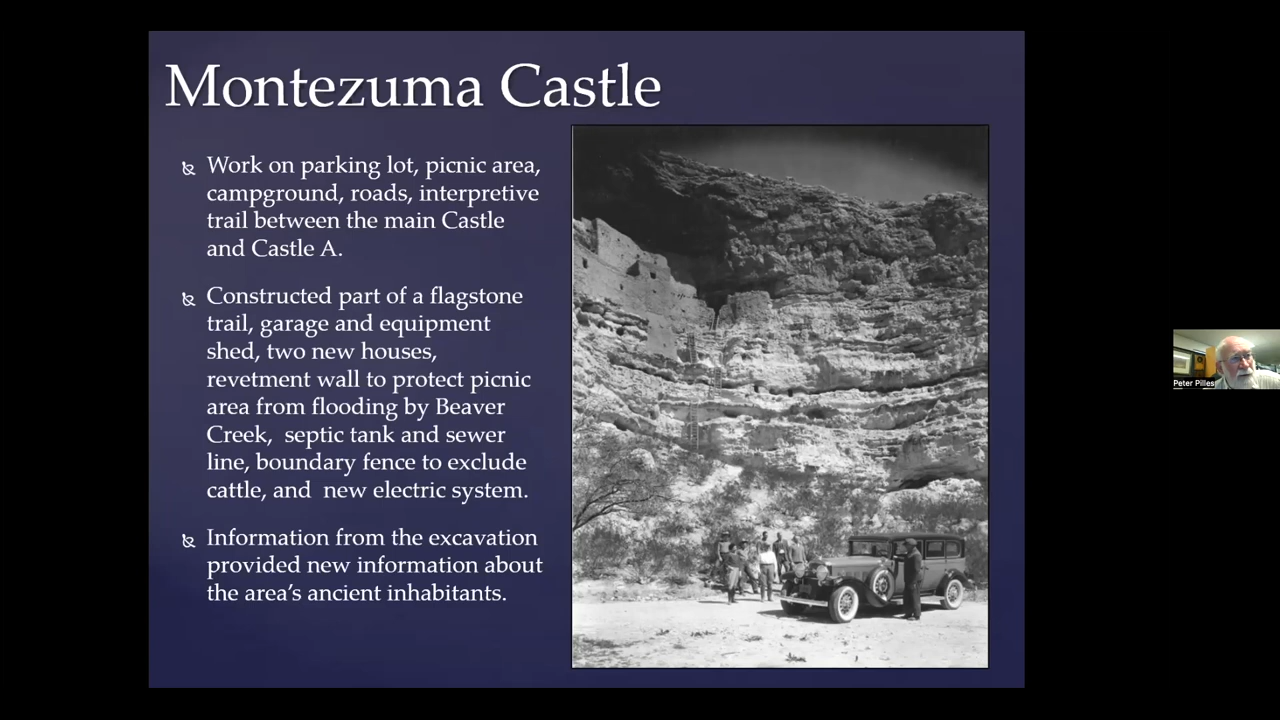 Montezuma Castle
Work on parking lot, picnic area,
campground, roads, interpretive
trail between the main Castle
and Castle A.
Constructed part of a flagstone
trail, garage and equipment
shed, two new houses,
revetment wall to protect picnic
area from flooding by Beaver
Creek,  septic tank and sewer
line, boundary fence to exclude
cattle, and  new electric system.
Information from the excavation
provided new information about
the area’s ancient inhabitants.
Peter Pilles